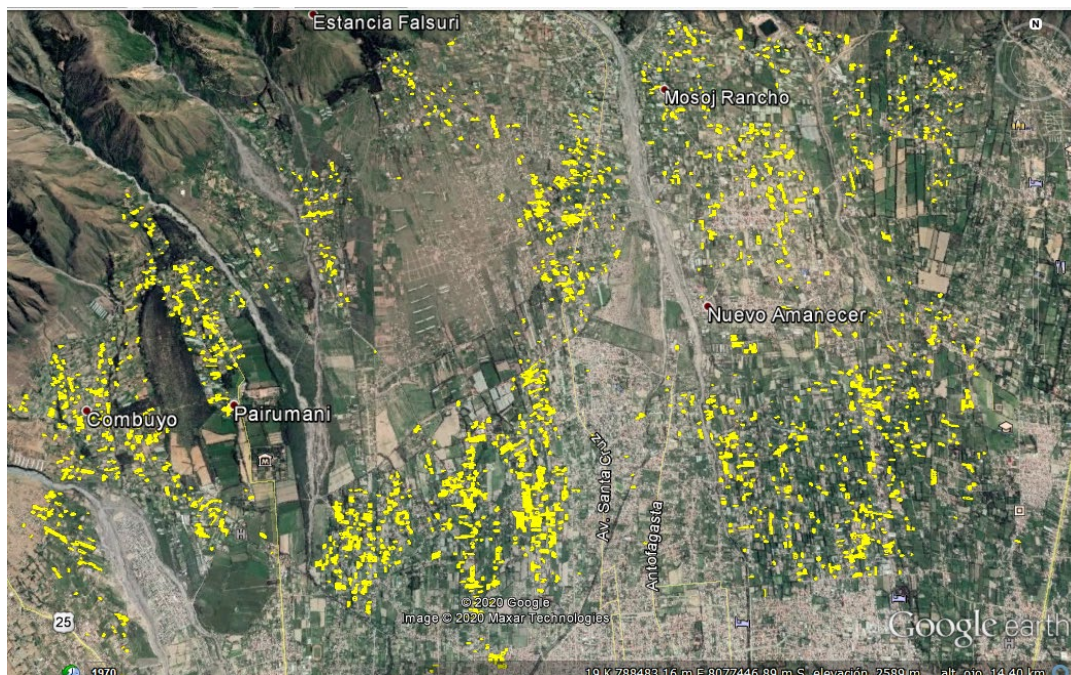 Estancia Falsuri
N
Mosoj Rancho
Nuevo Amanecer
Combuyo
Pairumani
Av. Santa Cruz
Antofagasta
H
© 2020 Google
Image © 2020 Maxar Technologies
25
Google earth
1970
19 K 788483.16 m E 8077446.89 m S elevación 2589 m alt. ojo 14.40 km